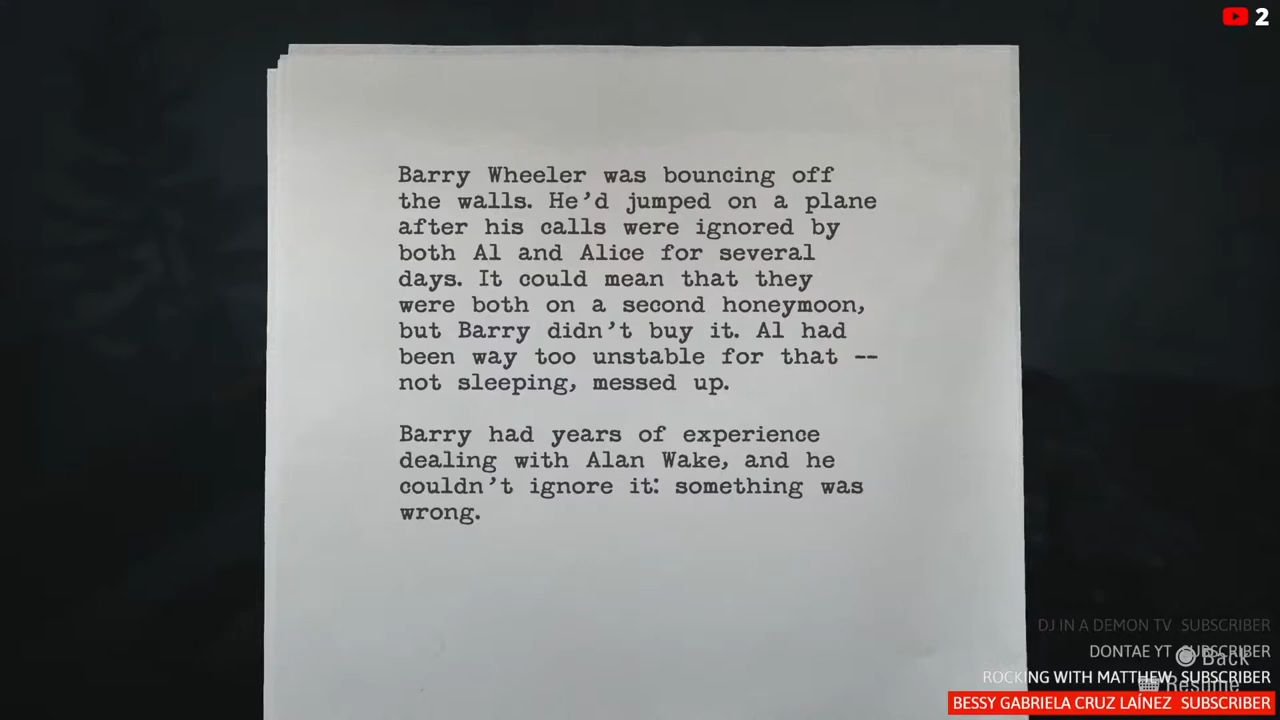 2
Barry Wheeler was bouncing off
the walls. He’d jumped on a plane
after his calls were ignored by
both Al and Alice for several
days. It could mean that they
were both on a second honeymoon,
but Barry didn’t buy it. Al had
been way too unstable for that --
not sleeping, messed up.
Barry had years of experience
dealing with Alan Wake, and he
couldn’t ignore it: something was
wrong.
DJ IN A DEMON TV SUBSCRIBER
DONTAE YT SUBSCRIBER
Back
ROCKING WITH MATTHEW SUBSCRIBER
Resume
BESSY GABRIELA CRUZ LAÍNEZ SUBSCRIBER